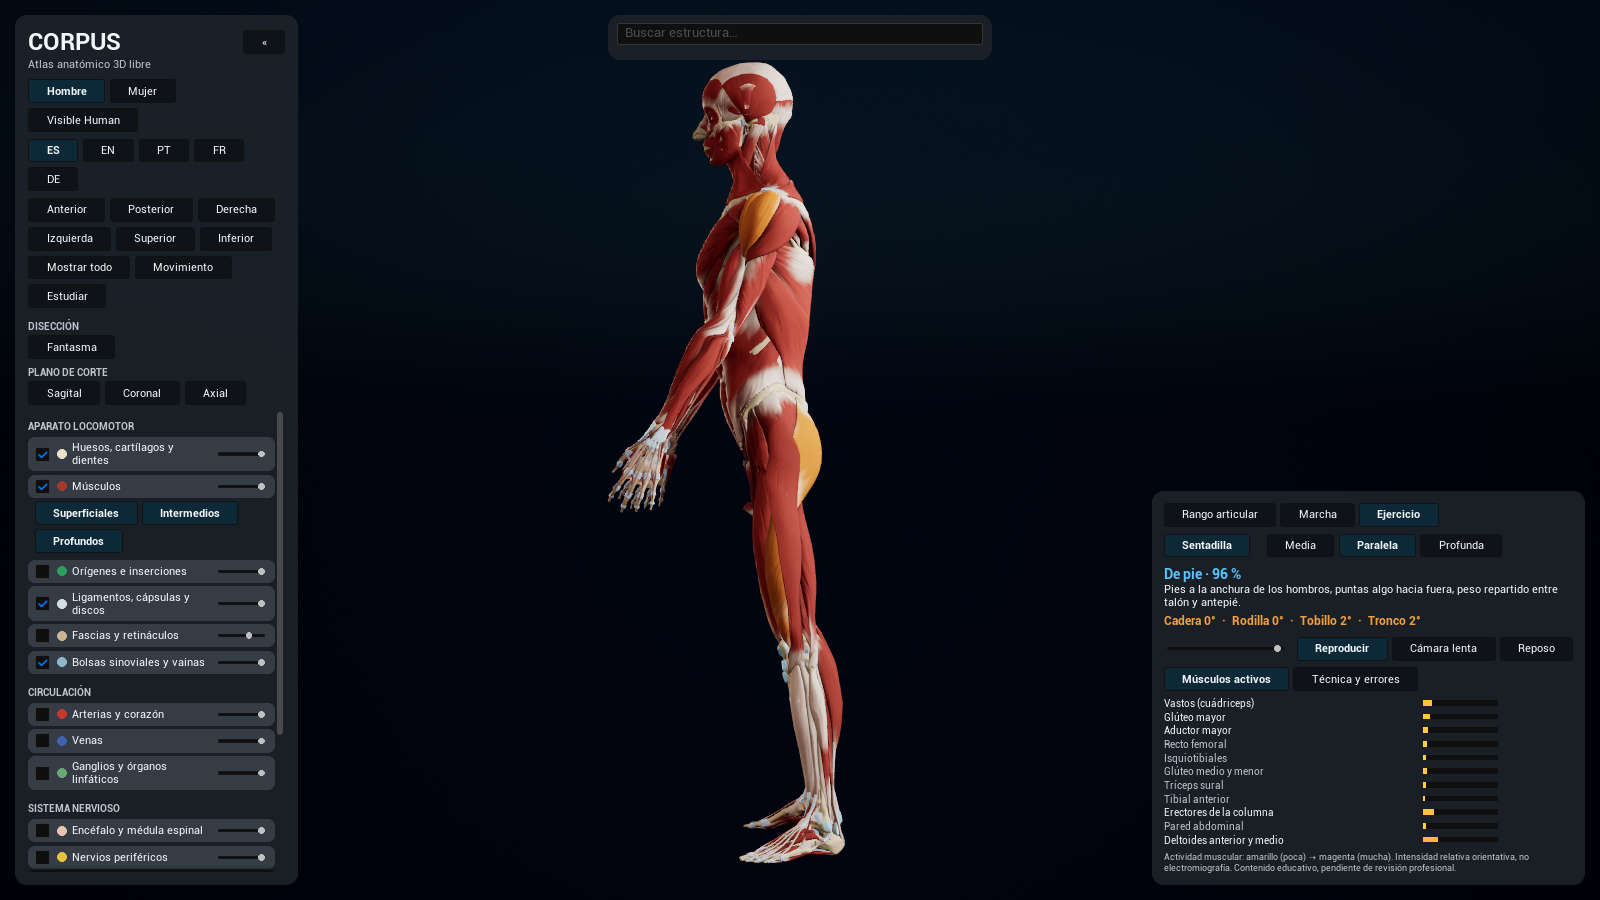 CORPUS
«
Atlas anatómico 3D libre
Hombre Mujer
Visible Human
ES EN PT FR
DE
Anterior Posterior Derecha
Izquierda Superior Inferior
Mostrar todo Movimiento
Estudiar
DISECCIÓN
Fantasma
PLANO DE CORTE
Sagital Coronal Axial
APARATO LOCOMOTOR
Huesos, cartílagos y
dientes
Músculos
Superficiales Intermedios
Profundos
Orígenes e inserciones
Ligamentos, cápsulas y
discos
Fascias y retináculos
Bolsas sinoviales y vainas
CIRCULACIÓN
Arterias y corazón
Venas
Ganglios y órganos
linfáticos
SISTEMA NERVIOSO
Encéfalo y médula espinal
Nervios periféricos
Buscar estructura...
Rango articular Marcha Ejercicio
Sentadilla Media Paralela Profunda
De pie · 96 %
Pies a la anchura de los hombros, puntas algo hacia fuera, peso repartido entre
talón y antepié.
Cadera 0° · Rodilla 0° · Tobillo 2° · Tronco 2°
Reproducir Cámara lenta Reposo
Músculos activos Técnica y errores
Vastos (cuádriceps)
Glúteo mayor
Aductor mayor
Recto femoral
Isquiotibiales
Glúteo medio y menor
Tríceps sural
Tibial anterior
Erectores de la columna
Pared abdominal
Deltoides anterior y medio
Actividad muscular: amarillo (poca) → magenta (mucha). Intensidad relativa orientativa, no
electromiografía. Contenido educativo, pendiente de revisión profesional.